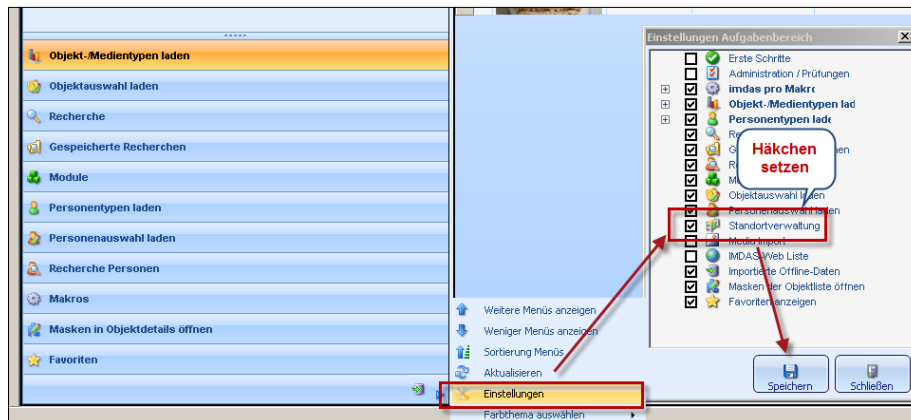 Objekt-/Medientypen laden
Objektauswahl laden
Recherche
Gespeicherte Recherchen
Module
Personentypen laden
Personenauswahl laden
Recherche Personen
Makros
Masken in Objektdetails öffnen
Favoriten
Weitere Menüs anzeigen
Weniger Menüs anzeigen
Sortierung Menüs
Aktualisieren
Einstellungen
Farbthema auswählen
Einstellungen Aufgabenbereich
Erste Schritte
Administration / Prüfungen
imdas pro Makro
Objekt-/Medientypen lad
Personentypen lade
Häkchen
setzen
Objektauswahl laden
Personenauswahl laden
Standortverwaltung
Media Import
IMDAS-Web Liste
Importierte Offline-Daten
Masken der Objektliste öffnen
Favoriten anzeigen
Speichern
Schließen